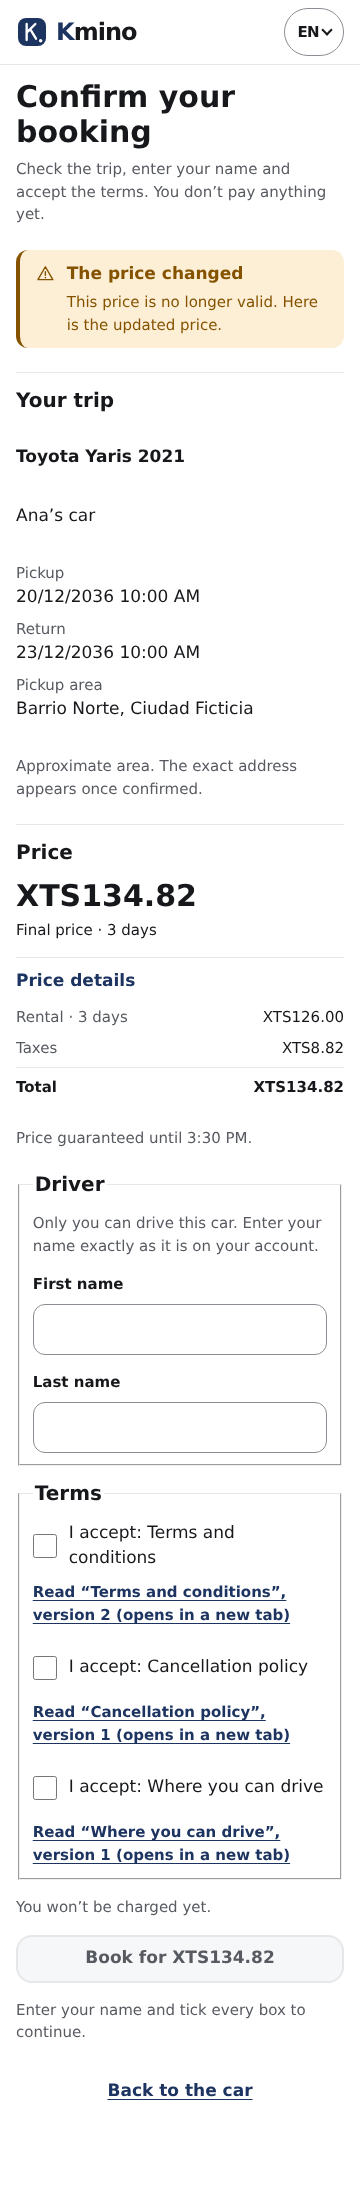 Kmino
EN
Confirm your
booking
Check the trip, enter your name and
accept the terms. You don’t pay anything
yet.
The price changed
This price is no longer valid. Here
is the updated price.
Your trip
Toyota Yaris 2021
Ana’s car
Pickup
20/12/2036 10:00 AM
Return
23/12/2036 10:00 AM
Pickup area
Barrio Norte, Ciudad Ficticia
Approximate area. The exact address
appears once confirmed.
Price
XTS134.82
Final price · 3 days
Price details
Rental · 3 days XTS126.00
Taxes XTS8.82
Total XTS134.82
Price guaranteed until 3:30 PM.
Driver
Only you can drive this car. Enter your
name exactly as it is on your account.
First name
Last name
Terms
I accept: Terms and
conditions
Read “Terms and conditions”,
version 2 (opens in a new tab)
I accept: Cancellation policy
Read “Cancellation policy”,
version 1 (opens in a new tab)
I accept: Where you can drive
Read “Where you can drive”,
version 1 (opens in a new tab)
You won’t be charged yet.
Book for XTS134.82
Enter your name and tick every box to
continue.
Back to the car